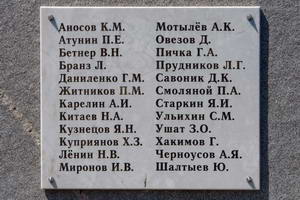 Аносов К.М.
Атунин П.Е.
Бетнер В.Н.
Бранз Л.
Даниленко Г.М.
Житников П.М.
Карелин А.И.
Китаев Н.А.
Кузнецов Я.Н.
Куприянов Х.З.
Лёнин Н.В.
Миронов И.В.
Мотылёв А.К.
Овезов Д.
Пичка Г.А.
Прудников Л.Г.
Савоник Д.К.
Смоляной П.А.
Старкин Я.И.
Ульихин С.М.
Ушат З.О.
Хакимов Г.
Черноусов А.Я.
Шалтыев Ю.